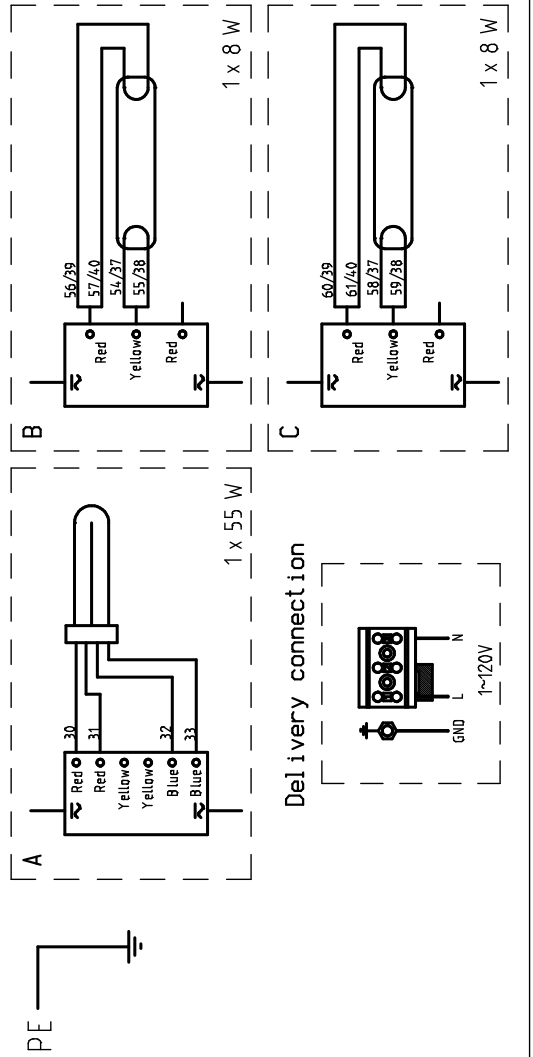 B
1 x 8 W
56/39
57/40
54/37
55/38
Red
Yellow
Red
C
1 x 8 W
60/39
61/40
58/37
59/38
Red
Yellow
Red
A
1 x 55 W
30
31
32
33
Red
Red
Yellow
Yellow
Blue
Blue
Delivery connection
GND
L
N
1~120V
PE